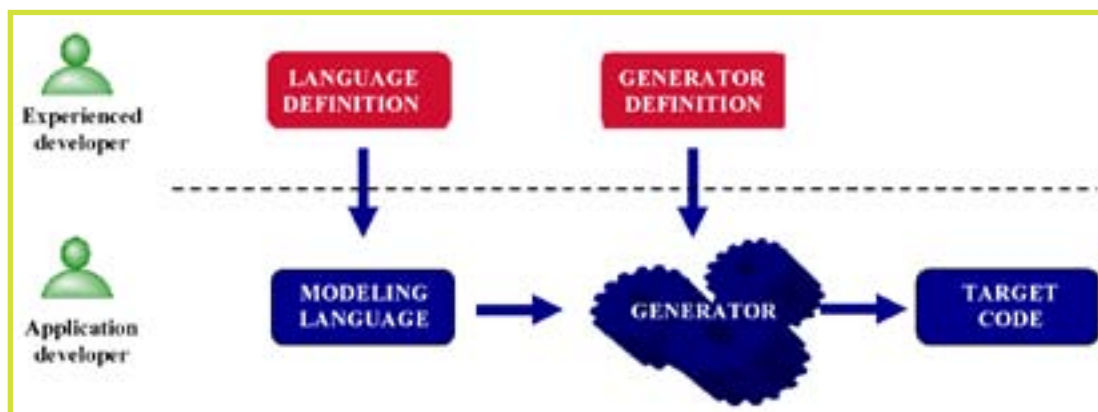 Experienced
developer
LANGUAGE
DEFINITION
GENERATOR
DEFINITION
Application
developer
MODELING
LANGUAGE
GENERATOR
TARGET
CODE